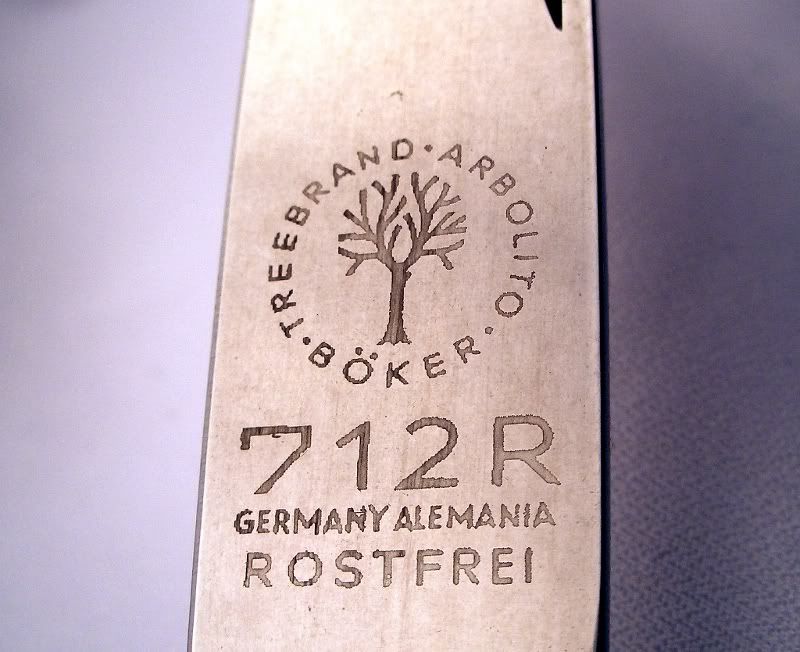 TREEBRAND · ARBOLITO · BÖKER ·
712R
GERMANY ALEMANIA
ROSTFREI